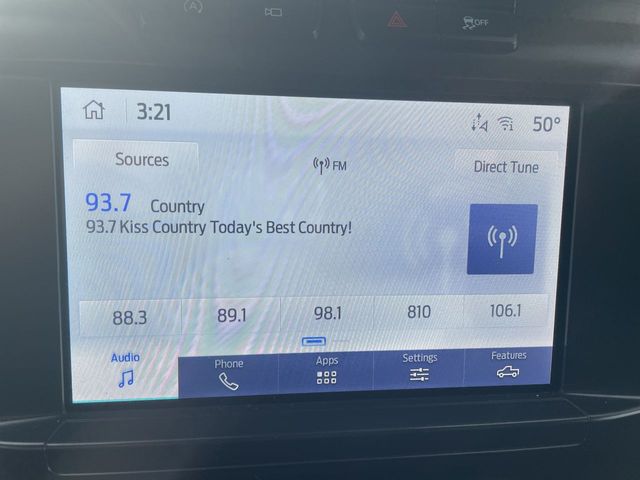 OFF
3:21
1
50°
Sources
FM
Direct Tune
93.7 Country
93.7 Kiss Country Today's Best Country!
88.3 89.1 98.1 810 106.1
Audio Phone Apps Settings Features